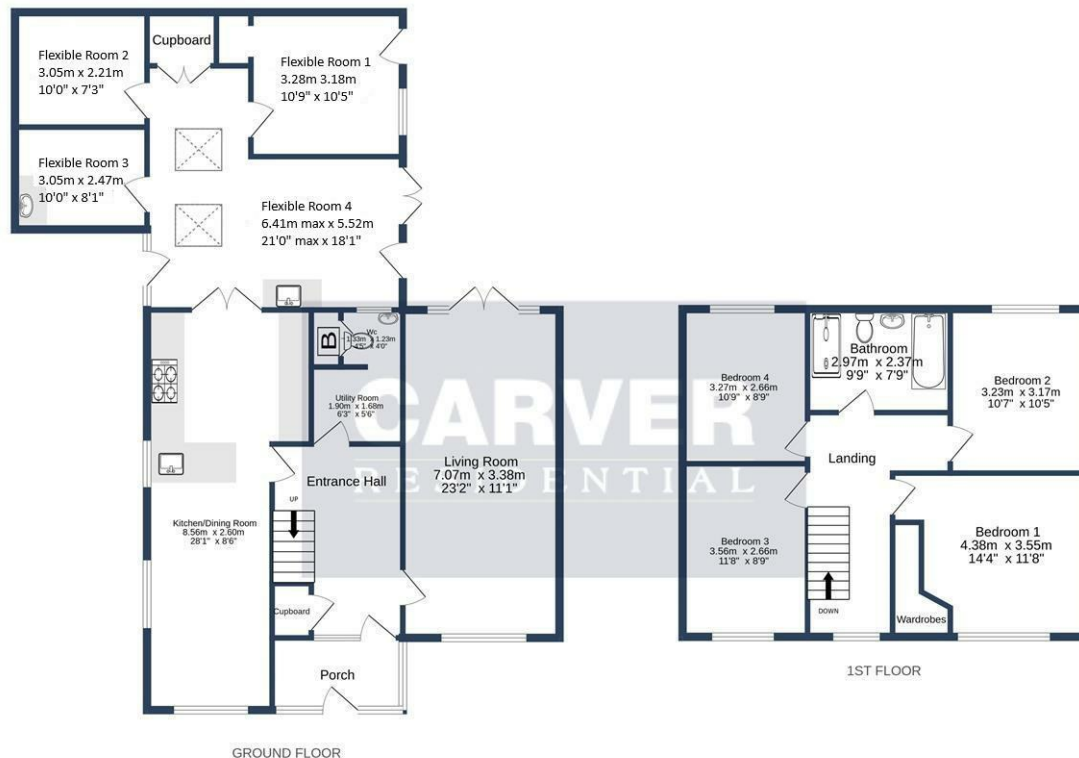 Flexible Room 2
3.05m x 2.21m
10'0" x 7'3"
Cupboard
Flexible Room 1
3.28m 3.18m
10'9" x 10'5"
Flexible Room 3
3.05m x 2.47m
10'0" x 8'1"
Flexible Room 4
6.41m max x 5.52m
21'0" max x 18'1"
B
Wc
1.33m x 1.23m
4'5" x 4'0"
Utility Room
1.90m x 1.68m
6'3" x 5'6"
CARVER
RESIDENTIAL
Living Room
7.07m x 3.38m
23'2" x 11'1"
Entrance Hall
UP
Kitchen/Dining Room
8.56m x 2.60m
28'1" x 8'6"
Cupboard
Porch
GROUND FLOOR
Bedroom 4
3.27m x 2.66m
10'9" x 8'9"
Bathroom
2.97m x 2.37m
9'9" x 7'9"
Bedroom 2
3.23m x 3.17m
10'7" x 10'5"
Landing
Bedroom 3
3.56m x 2.66m
11'8" x 8'9"
Bedroom 1
4.38m x 3.55m
14'4" x 11'8"
DOWN
Wardrobes
1ST FLOOR